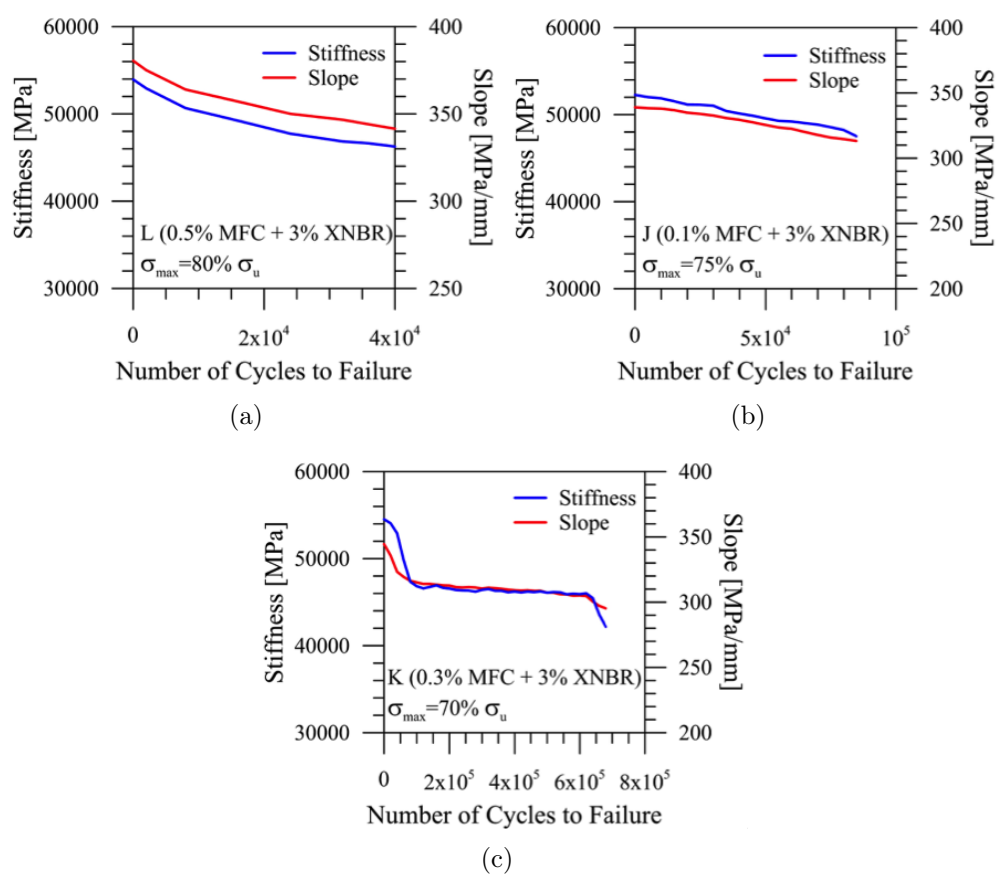 60000
50000
40000
30000
Stiffness [MPa]
400
350
300
250
Slope [MPa/mm]
Stiffness
Slope
L (0.5% MFC + 3% XNBR)
σmax=80% σu
0
2x10⁴
4x10⁴
Number of Cycles to Failure
(a)
60000
50000
40000
30000
Stiffness [MPa]
400
350
300
250
200
Slope [MPa/mm]
Stiffness
Slope
J (0.1% MFC + 3% XNBR)
σmax=75% σu
0
5x10⁴
10⁵
Number of Cycles to Failure
(b)
60000
50000
40000
30000
Stiffness [MPa]
400
350
300
250
200
Slope [MPa/mm]
Stiffness
Slope
K (0.3% MFC + 3% XNBR)
σmax=70% σu
0
2x10⁵
4x10⁵
6x10⁵
8x10⁵
Number of Cycles to Failure
(c)